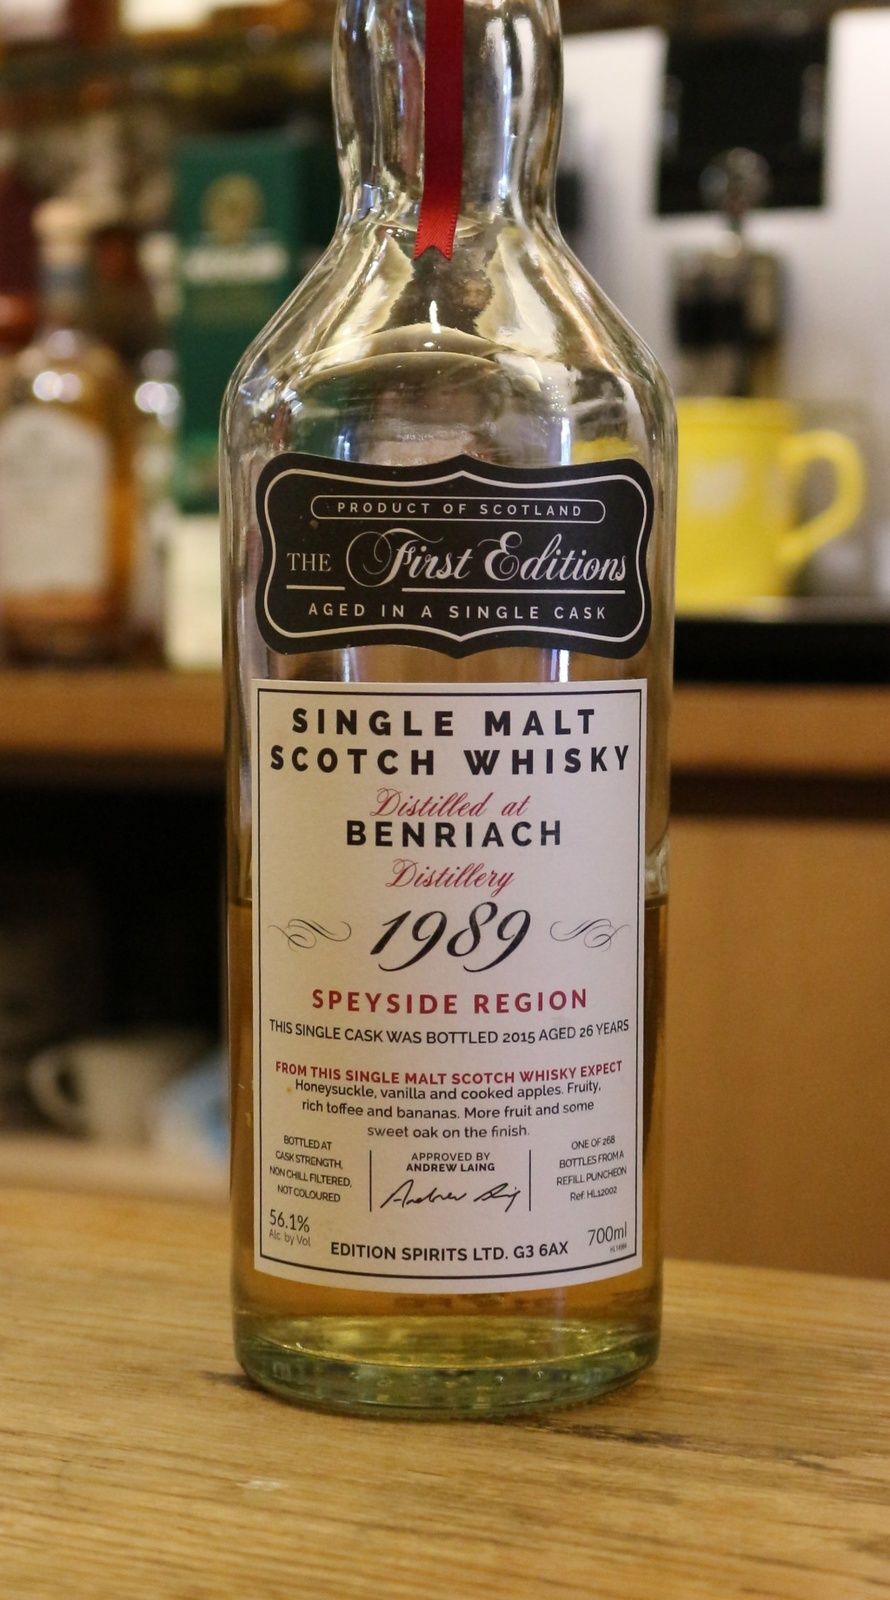 PRODUCT OF SCOTLAND
THE First Editions
AGED IN A SINGLE CASK
SINGLE MALT
SCOTCH WHISKY
Distilled at
BENRIACH
Distillery
1989
SPEYSIDE REGION
THIS SINGLE CASK WAS BOTTLED 2015 AGED 26 YEARS
FROM THIS SINGLE MALT SCOTCH WHISKY EXPECT
Honeysuckle, vanilla and cooked apples. Fruity,
rich toffee and bananas. More fruit and some
sweet oak on the finish.
BOTTLED AT
CASK STRENGTH,
NON CHILL FILTERED,
NOT COLOURED
56.1%
Alc. by Vol
APPROVED BY
ANDREW LAING
ONE OF 268
BOTTLES FROM A
REFILL PUNCHEON
Ref: HL12002
700ml
EDITION SPIRITS LTD. G3 6AX